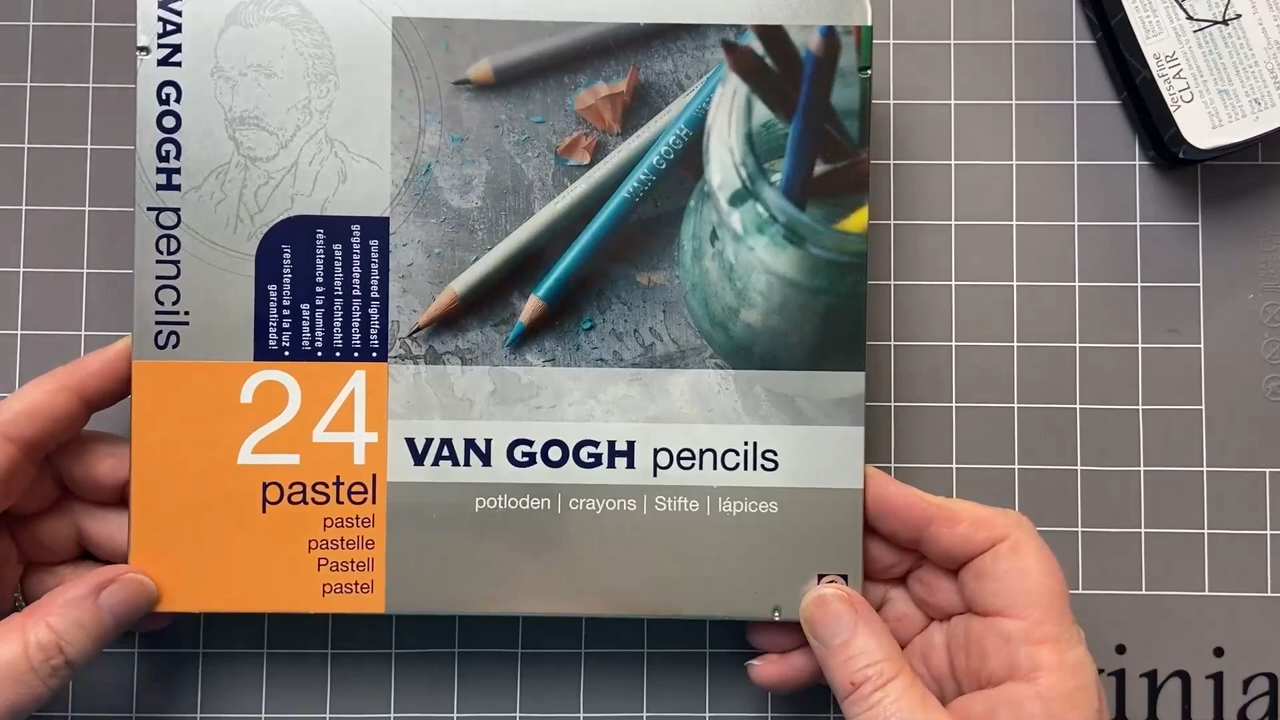 VAN GOGH pencils
guaranteed lightfast! •
gegarandeerd lichtecht! •
garantiert lichtecht! •
résistance à la lumière •
garantie!
¡resistencia a la luz •
garantizada!
24
pastel
pastel
pastelle
Pastell
pastel
VAN GOGH
VAN GOGH pencils
potloden | crayons | Stifte | lápices
Versafine
CLAIR
inia